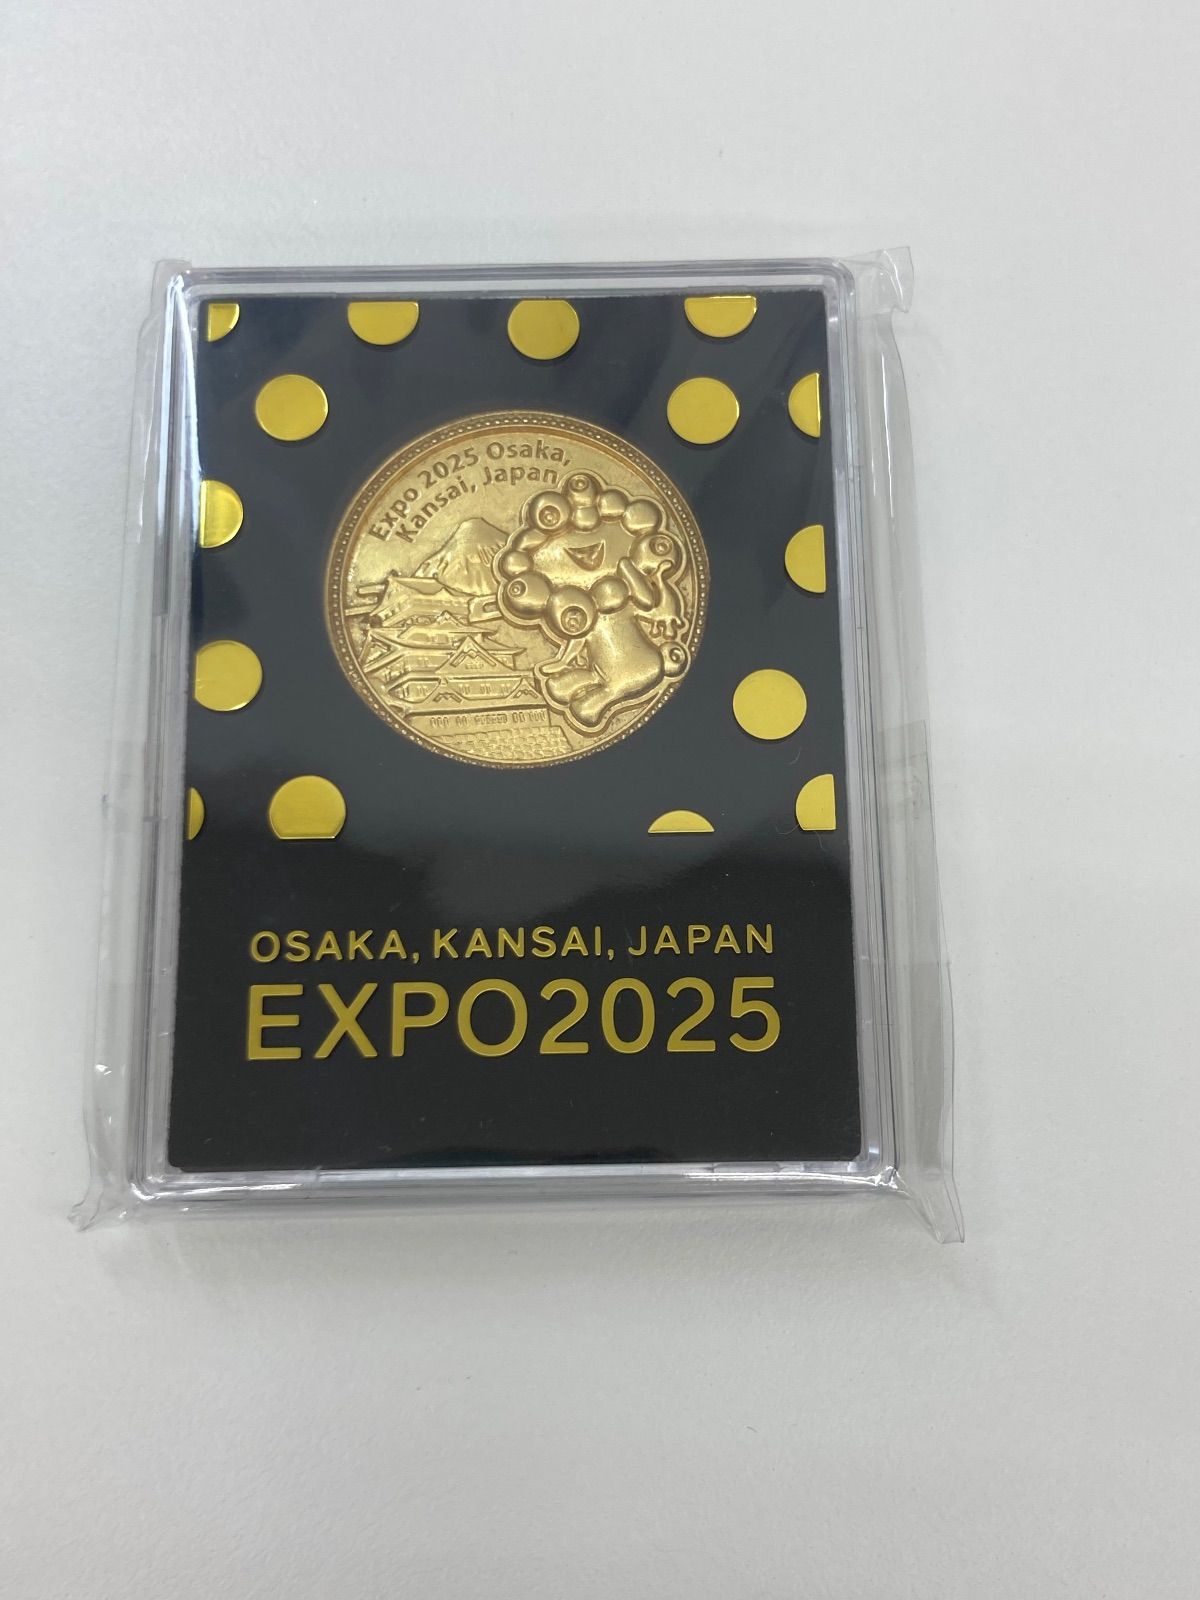 Expo 2025 Osaka,
Kansai, Japan
OSAKA, KANSAI, JAPAN
EXPO2025